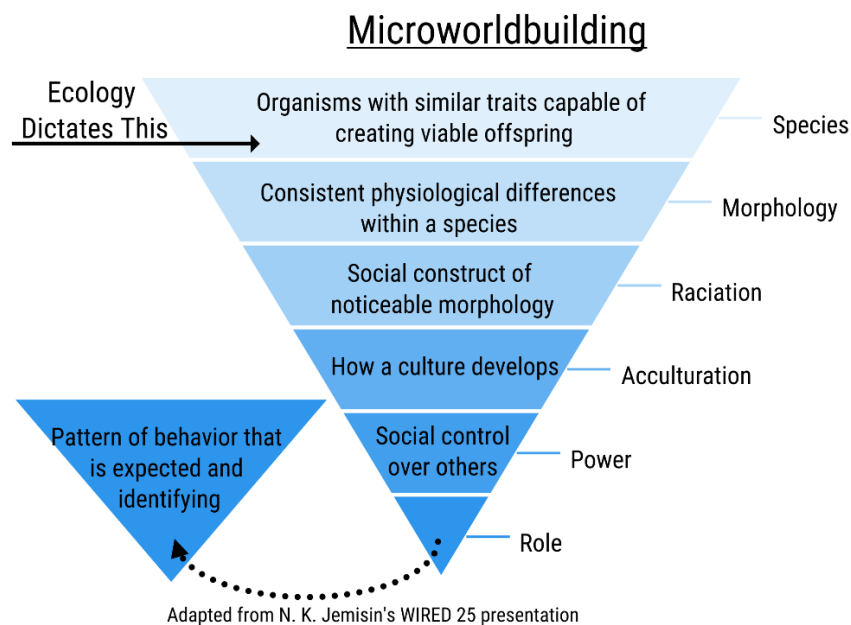 Microworldbuilding
Ecology
Dictates This
Organisms with similar traits capable of
creating viable offspring
Species
Consistent physiological differences
within a species
Morphology
Social construct of
noticeable morphology
Raciation
How a culture develops
Acculturation
Social control
over others
Power
Role
Pattern of behavior that
is expected and
identifying
Adapted from N. K. Jemisin's WIRED 25 presentation